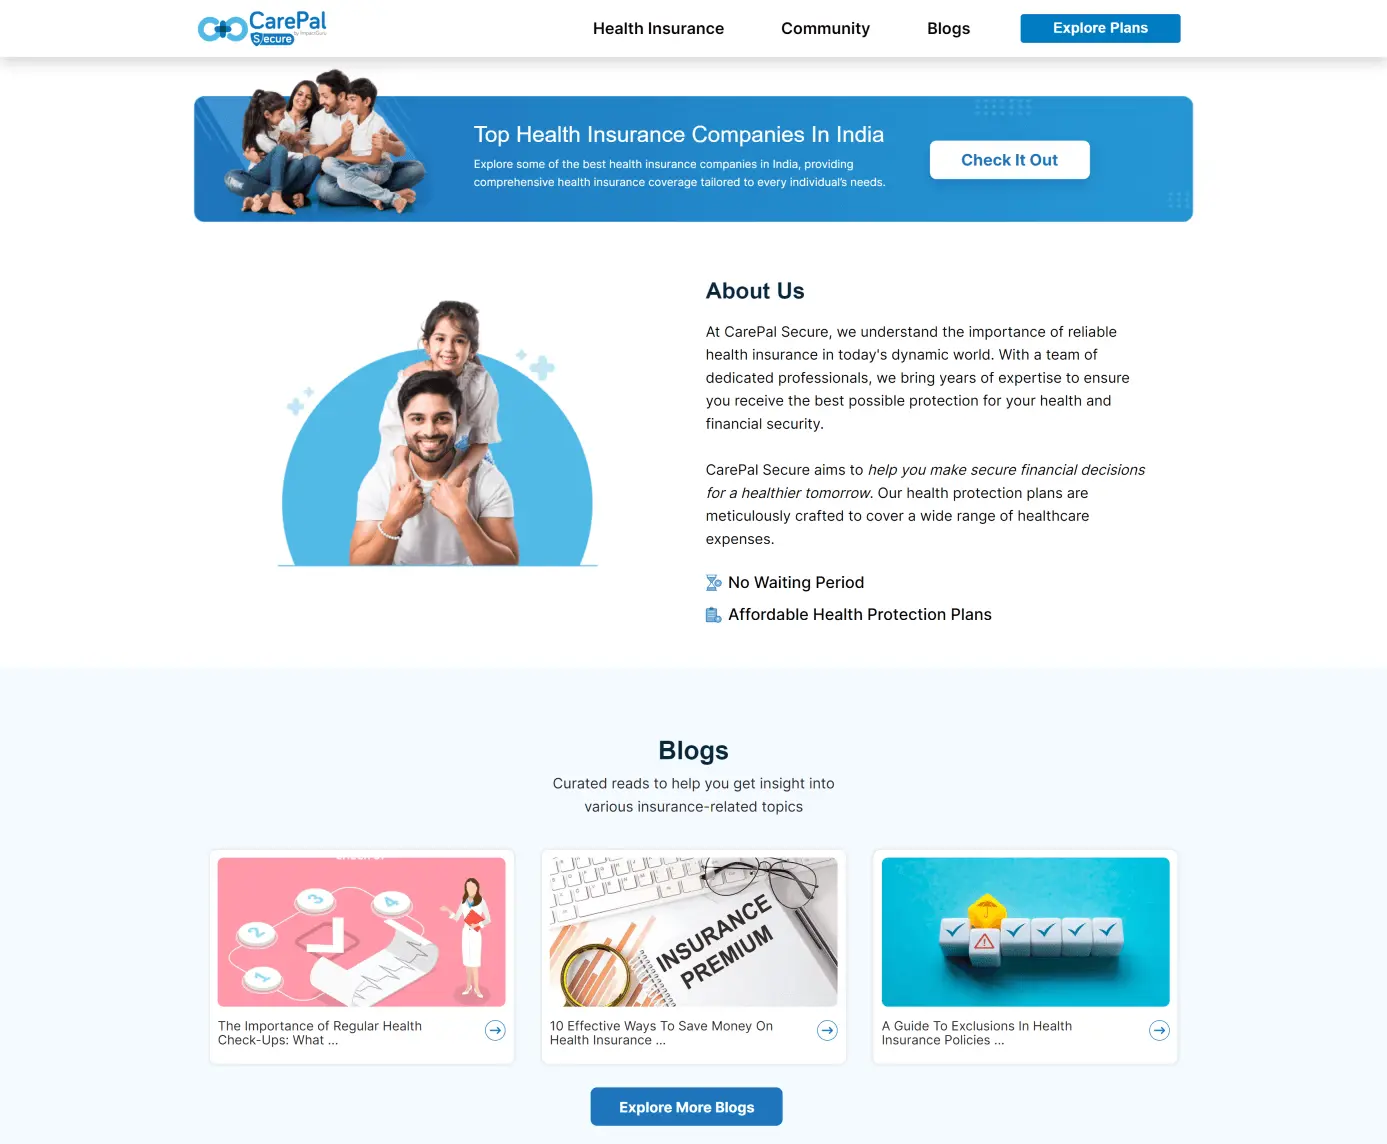 CarePal
S/ecure
by ImpactGuru
Health Insurance
Community
Blogs
Explore Plans
Top Health Insurance Companies In India
Explore some of the best health insurance companies in India, providing
comprehensive health insurance coverage tailored to every individual's needs.
Check It Out
About Us
At CarePal Secure, we understand the importance of reliable
health insurance in today's dynamic world. With a team of
dedicated professionals, we bring years of expertise to ensure
you receive the best possible protection for your health and
financial security.
CarePal Secure aims to help you make secure financial decisions
for a healthier tomorrow. Our health protection plans are
meticulously crafted to cover a wide range of healthcare
expenses.
No Waiting Period
Affordable Health Protection Plans
Blogs
Curated reads to help you get insight into
various insurance-related topics
1
2
3
4
INSURANCE
PREMIUM
The Importance of Regular Health
Check-Ups: What ...
10 Effective Ways To Save Money On
Health Insurance ...
A Guide To Exclusions In Health
Insurance Policies ...
Explore More Blogs